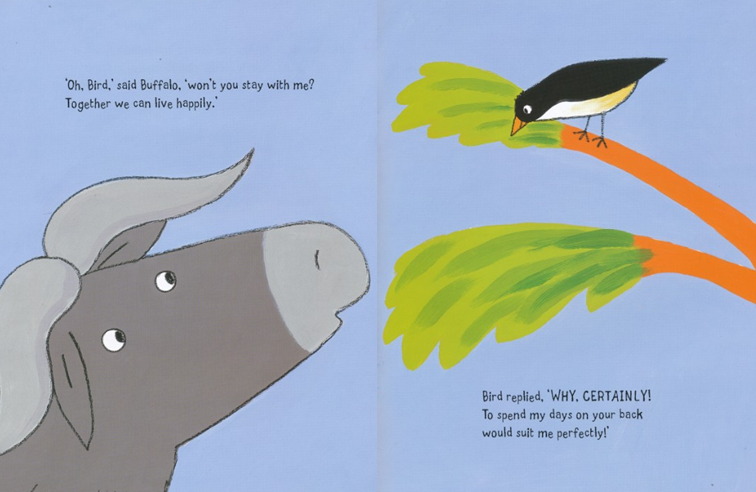 ‘Oh, Bird,’ said Buffalo, ‘won’t you stay with me?
Together we can live happily.’
Bird replied, ‘WHY, CERTAINLY!
To spend my days on your back
would suit me perfectly!’